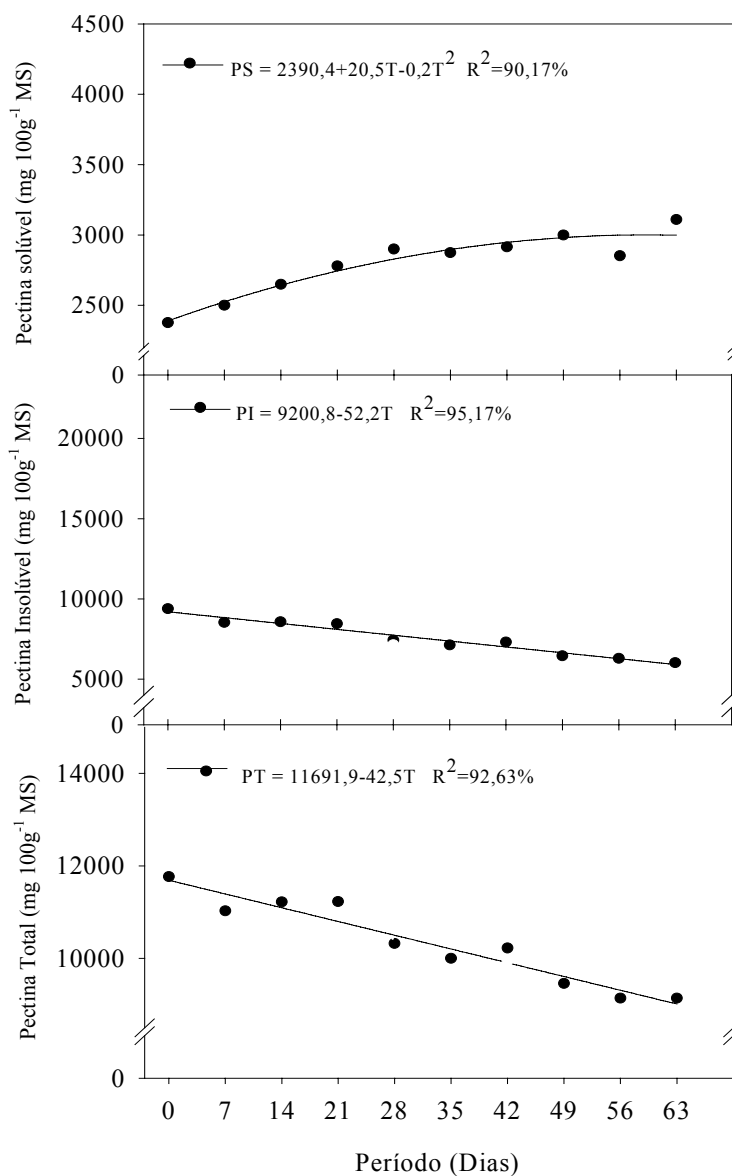 4500
PS = 2390,4+20,5T-0,2T² R²=90,17%
4000
3500
3000
2500
0
Pectina solúvel (mg 100g⁻¹ MS)
PI = 9200,8-52,2T R²=95,17%
20000
15000
10000
5000
0
Pectina Insolúvel (mg 100g⁻¹ MS)
PT = 11691,9-42,5T R²=92,63%
14000
12000
10000
0
Pectina Total (mg 100g⁻¹ MS)
0 7 14 21 28 35 42 49 56 63
Período (Dias)